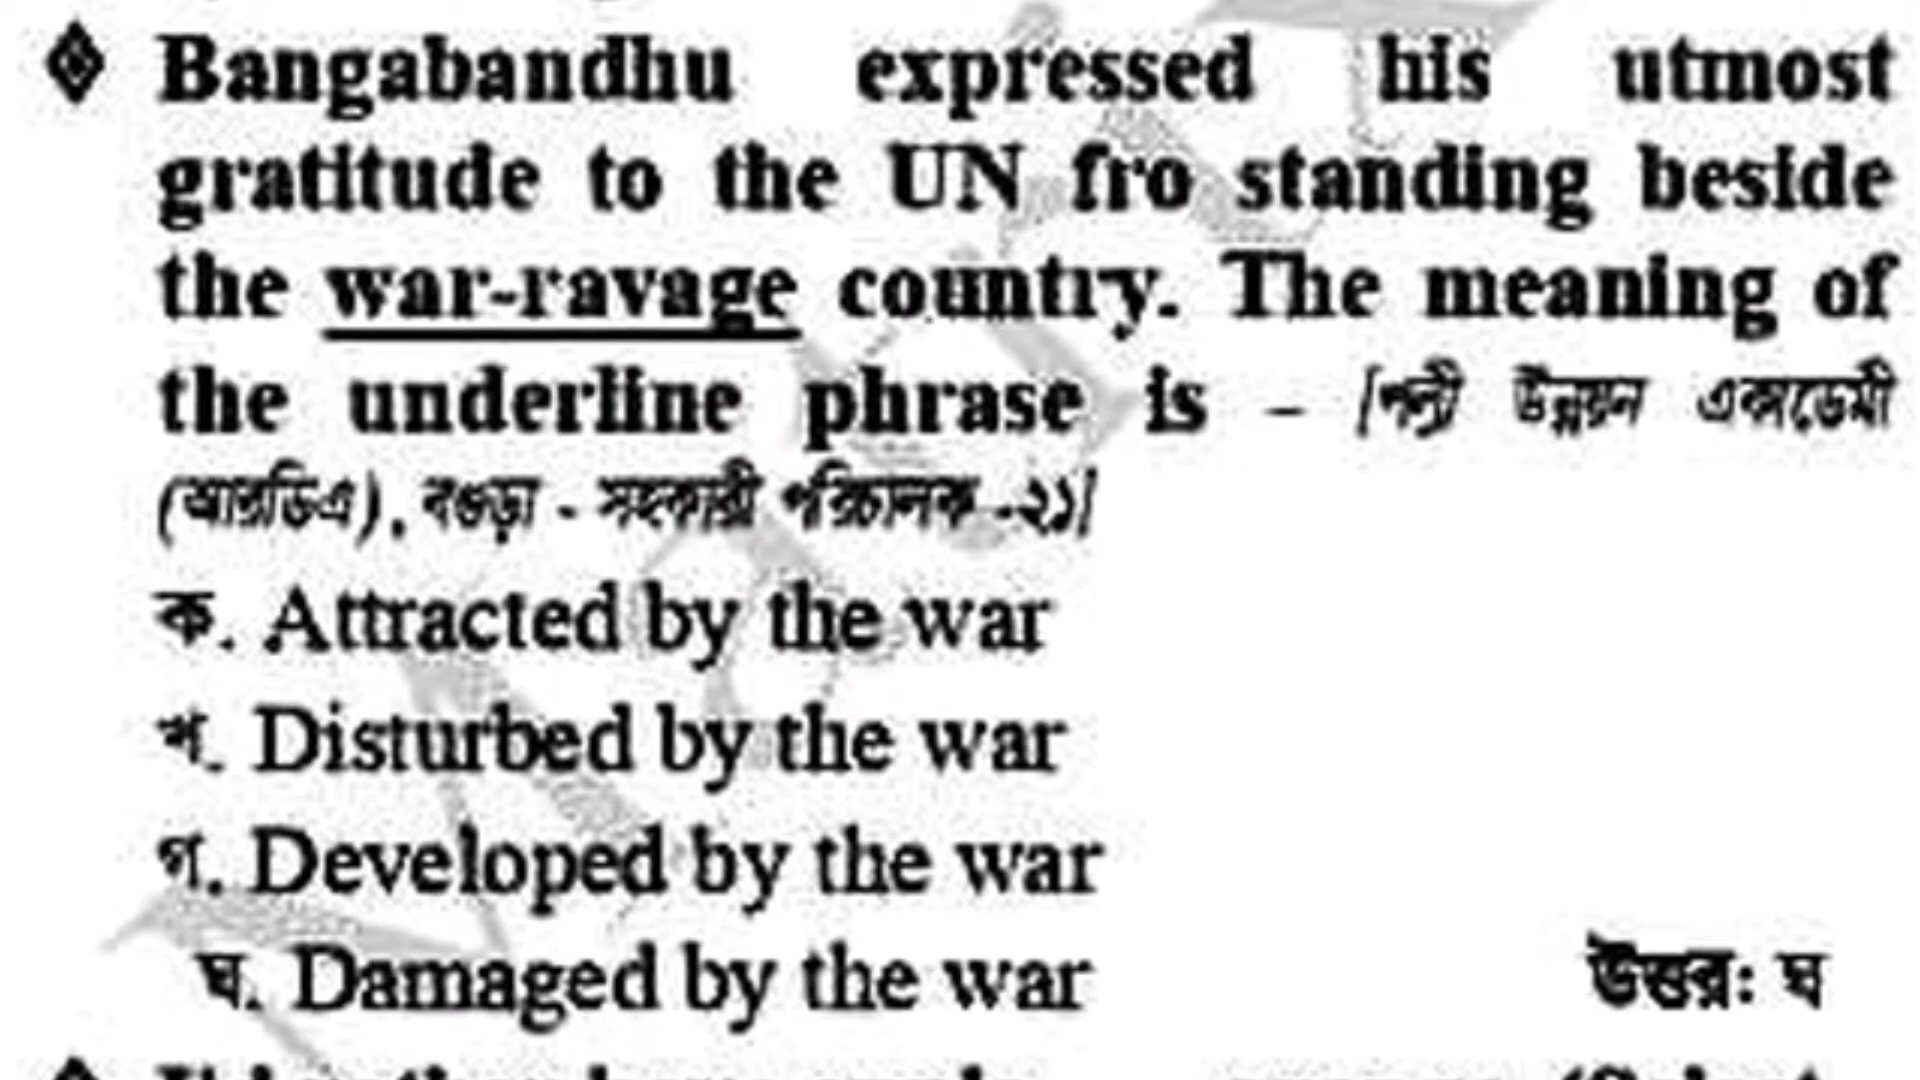 Bangabandhu expressed his utmost
gratitude to the UN fro standing beside
the war-ravage country. The meaning of
the underline phrase is – [পল্লী উন্নয়ন একাডেমী
(আরডিএ), বগুড়া - সহকারী পরিচালক -২১]
ক. Attracted by the war
খ. Disturbed by the war
গ. Developed by the war
ঘ. Damaged by the war উত্তর: ঘ